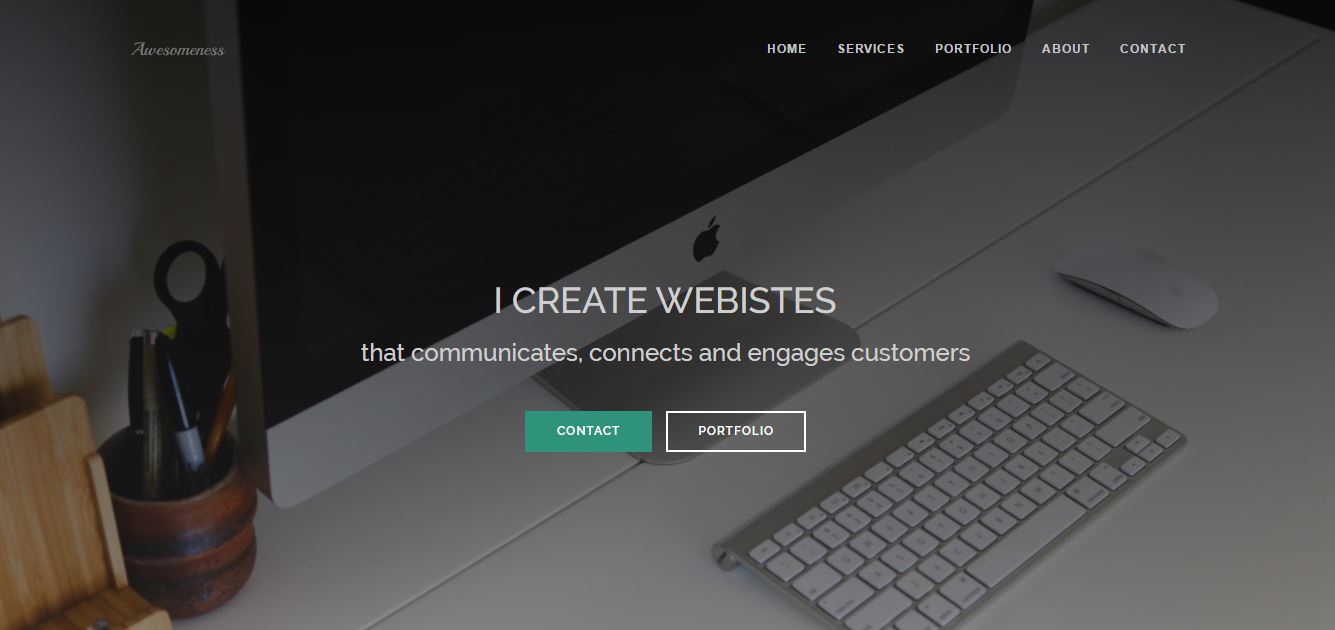 Awesomeness
HOME SERVICES PORTFOLIO ABOUT CONTACT
I CREATE WEBISTES
that communicates, connects and engages customers
CONTACT PORTFOLIO